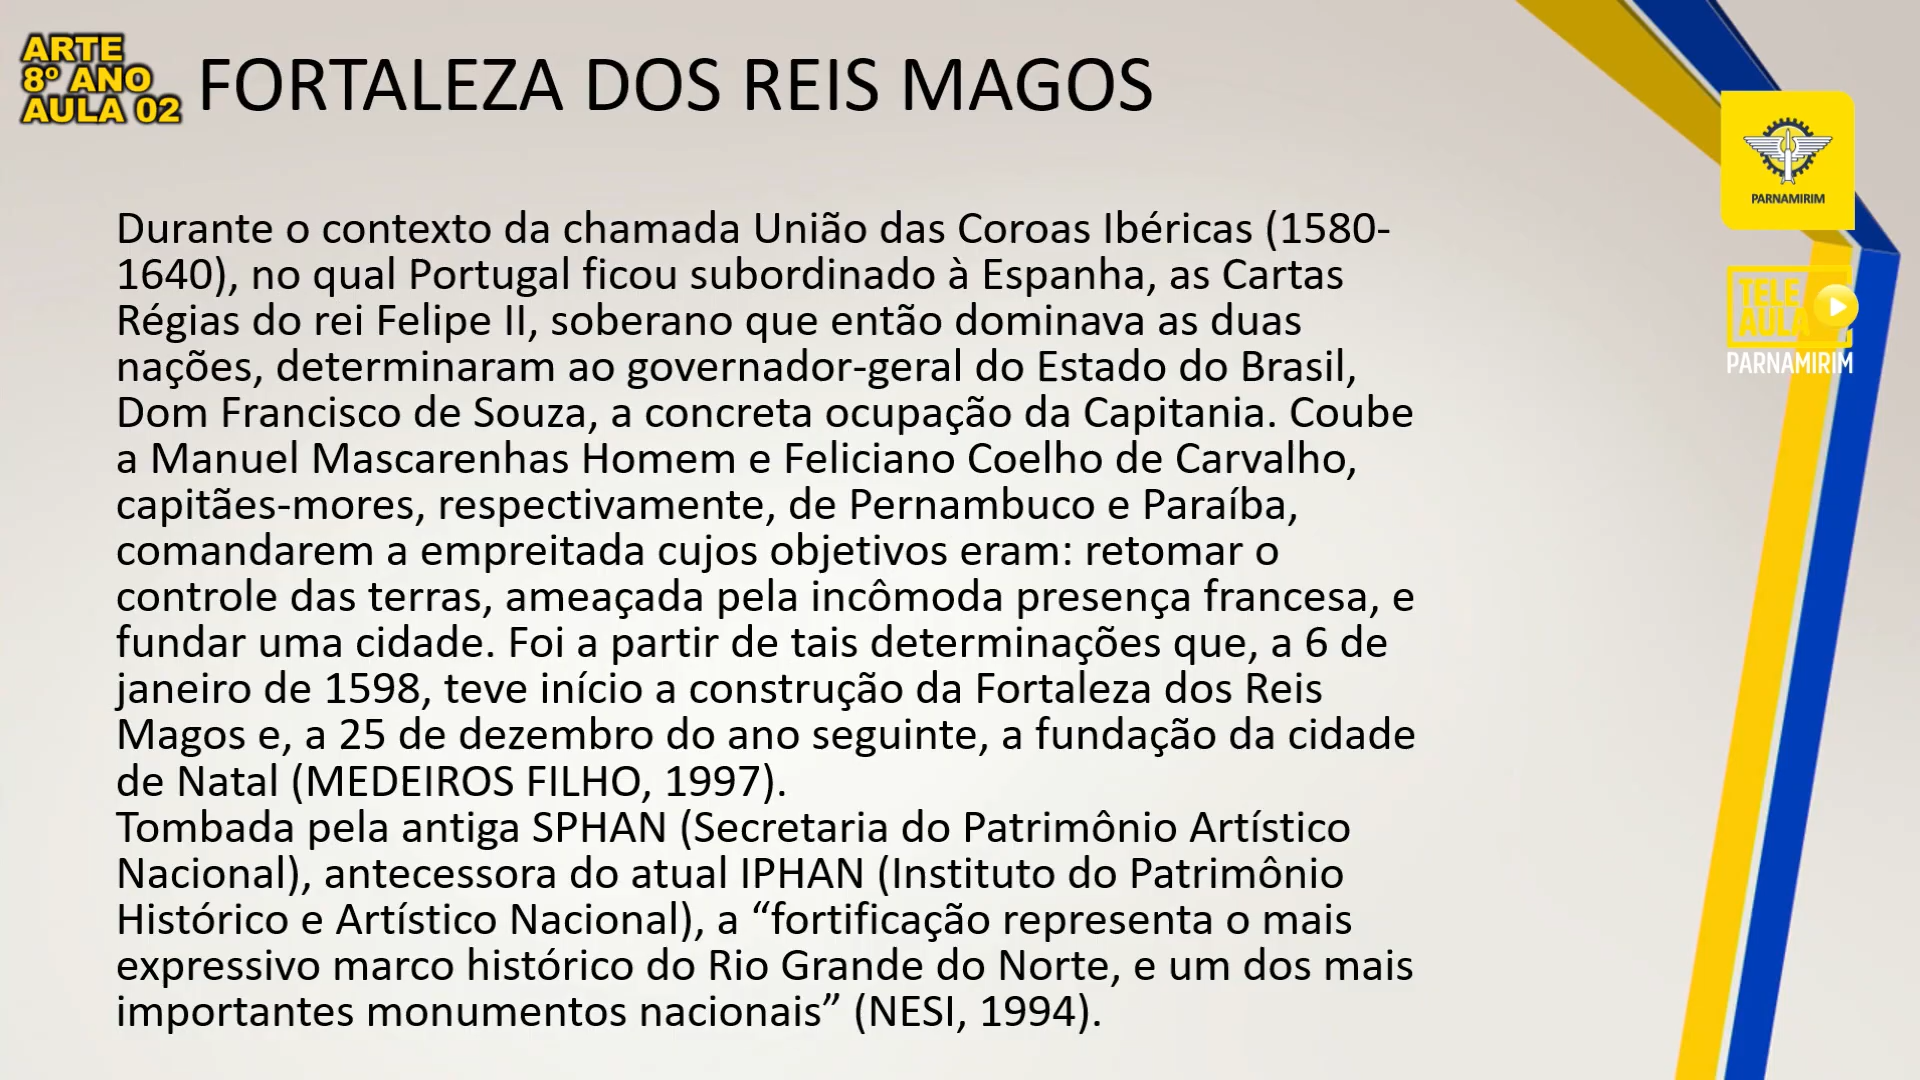 ARTE
8º ANO
AULA 02
FORTALEZA DOS REIS MAGOS
PARNAMIRIM
TELE
AULA
PARNAMIRIM
Durante o contexto da chamada União das Coroas Ibéricas (1580-
1640), no qual Portugal ficou subordinado à Espanha, as Cartas
Régias do rei Felipe II, soberano que então dominava as duas
nações, determinaram ao governador-geral do Estado do Brasil,
Dom Francisco de Souza, a concreta ocupação da Capitania. Coube
a Manuel Mascarenhas Homem e Feliciano Coelho de Carvalho,
capitães-mores, respectivamente, de Pernambuco e Paraíba,
comandarem a empreitada cujos objetivos eram: retomar o
controle das terras, ameaçada pela incômoda presença francesa, e
fundar uma cidade. Foi a partir de tais determinações que, a 6 de
janeiro de 1598, teve início a construção da Fortaleza dos Reis
Magos e, a 25 de dezembro do ano seguinte, a fundação da cidade
de Natal (MEDEIROS FILHO, 1997).
Tombada pela antiga SPHAN (Secretaria do Patrimônio Artístico
Nacional), antecessora do atual IPHAN (Instituto do Patrimônio
Histórico e Artístico Nacional), a “fortificação representa o mais
expressivo marco histórico do Rio Grande do Norte, e um dos mais
importantes monumentos nacionais” (NESI, 1994).